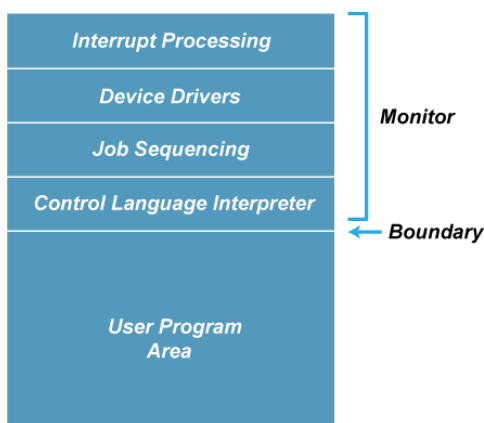 Interrupt Processing
Device Drivers
Monitor
Job Sequencing
Control Language Interpreter
Boundary
User Program
Area